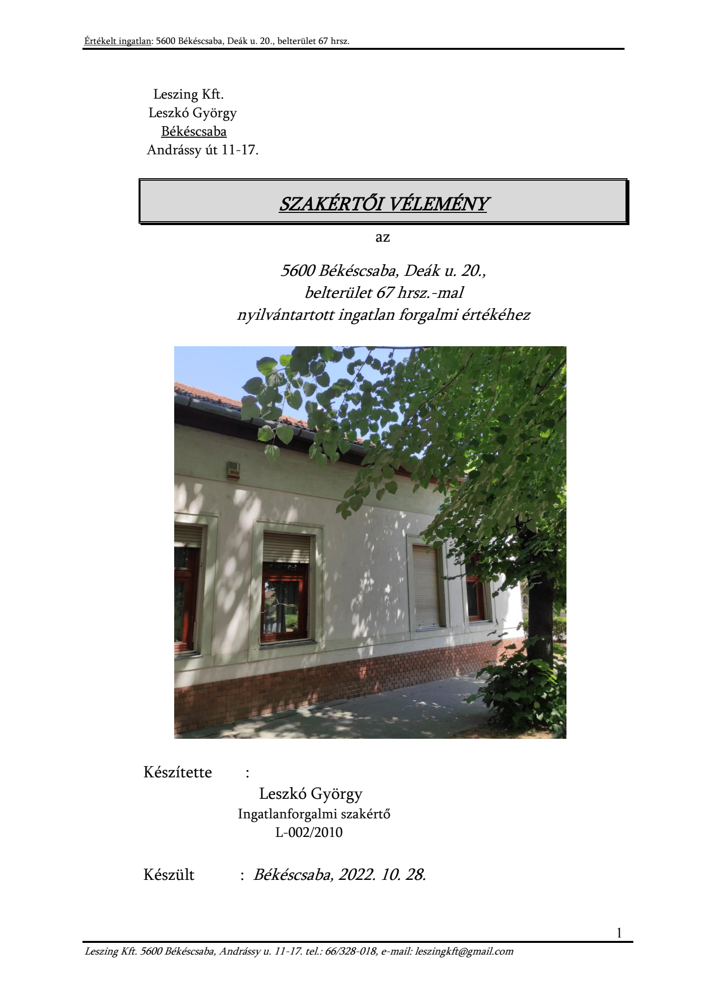 Értékelt ingatlan: 5600 Békéscsaba, Deák u. 20., belterület 67 hrsz.
Leszing Kft.
Leszkó György
Békéscsaba
Andrássy út 11-17.
SZAKÉRTŐI VÉLEMÉNY
az
5600 Békéscsaba, Deák u. 20.,
belterület 67 hrsz.-mal
nyilvántartott ingatlan forgalmi értékéhez
Készítette :
Leszkó György
Ingatlanforgalmi szakértő
L-002/2010
Készült : Békéscsaba, 2022. 10. 28.
1
Leszing Kft. 5600 Békéscsaba, Andrássy u. 11-17. tel.: 66/328-018, e-mail: leszingkft@gmail.com